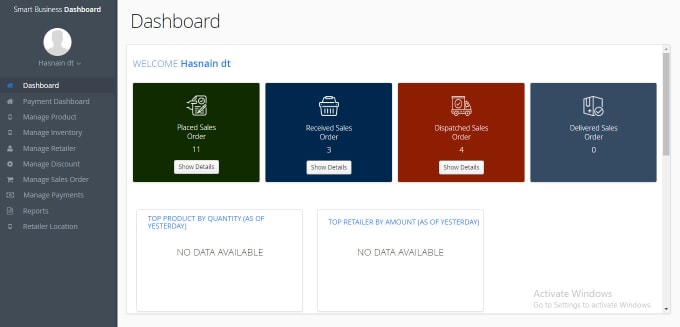 Smart Business Dashboard
Hasnain dt
Dashboard
Payment Dashboard
Manage Product
Manage Inventory
Manage Retailer
Manage Discount
Manage Sales Order
Manage Payments
Reports
Retailer Location
Dashboard
WELCOME Hasnain dt
Placed Sales
Order
11
Show Details
Received Sales
Order
3
Show Details
Dispatched Sales
Order
4
Show Details
Delivered Sales
Order
0
TOP PRODUCT BY QUANTITY (AS OF
YESTERDAY)
NO DATA AVAILABLE
TOP RETAILER BY AMOUNT (AS OF YESTERDAY)
NO DATA AVAILABLE
Activate Windows
Go to Settings to activate Windows